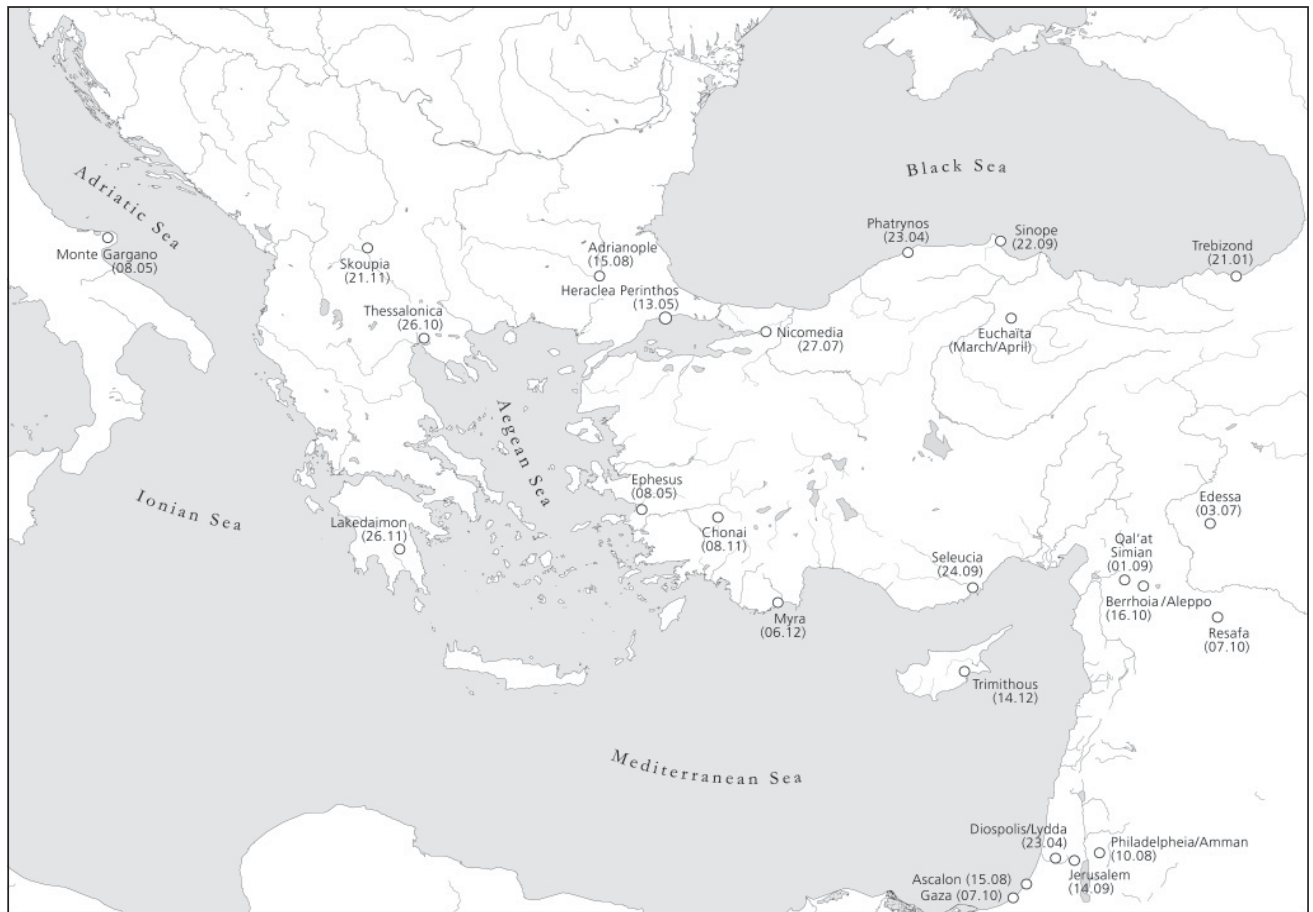 Adriatic Sea
Black Sea
Monte Gargano
(08.05)
Skoupia
(21.11)
Adrianople
(15.08)
Heraclea Perinthos
(13.05)
Thessalonica
(26.10)
Phatrynos
(23.04)
Sinope
(22.09)
Trebizond
(21.01)
Nicomedia
(27.07)
Euchaïta
(March/April)
Aegean Sea
Ionian Sea
Ephesus
(08.05)
Lakedaimon
(26.11)
Chonai
(08.11)
Edessa
(03.07)
Qal'at
Simian
(01.09)
Seleucia
(24.09)
Berrhoia/Aleppo
(16.10)
Myra
(06.12)
Resafa
(07.10)
Trimithous
(14.12)
Mediterranean Sea
Diospolis/Lydda
(23.04)
Philadelpheia/Amman
(10.08)
Jerusalem
(14.09)
Ascalon (15.08)
Gaza (07.10)